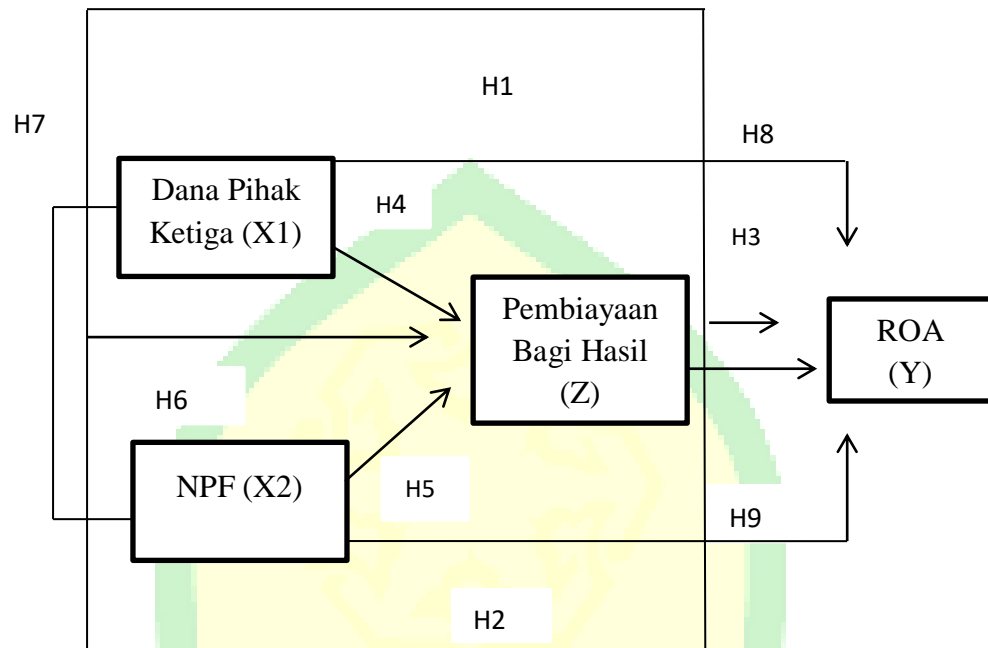 H1
H7
H8
Dana Pihak
Ketiga (X1)
H4
H3
Pembiayaan
Bagi Hasil
(Z)
ROA
(Y)
H6
NPF (X2)
H5
H9
H2